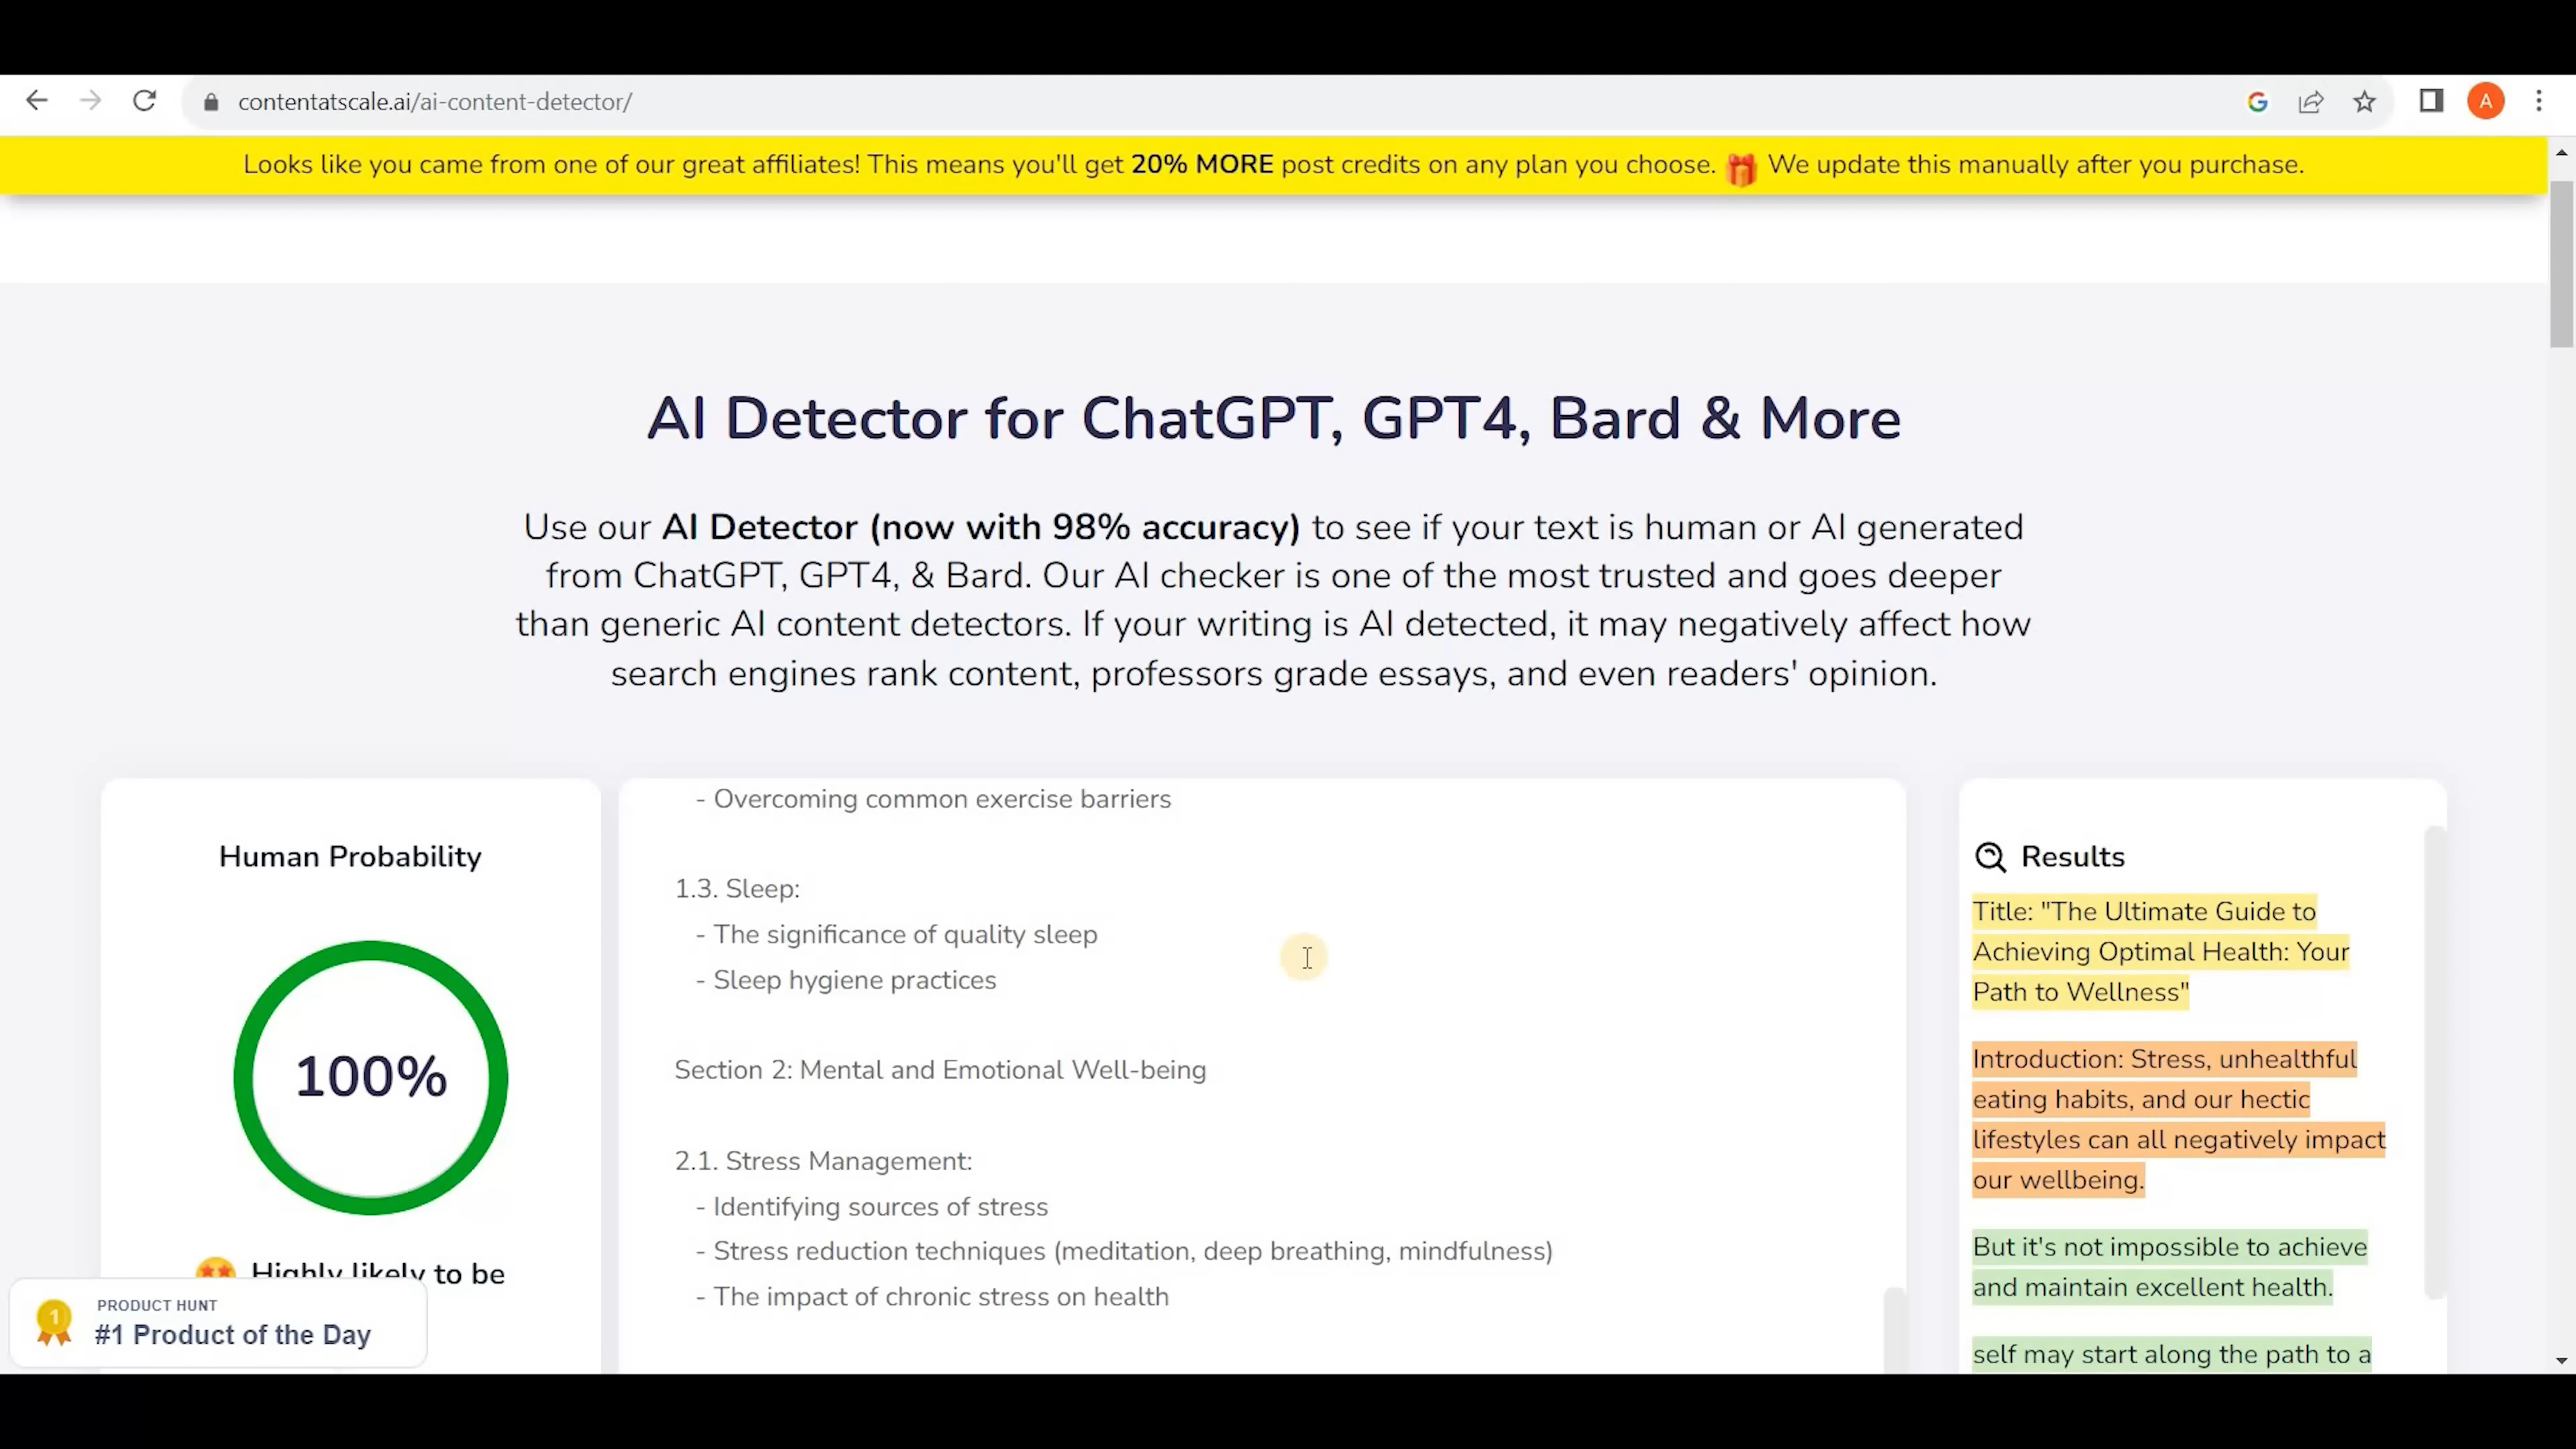 contentatscale.ai/ai-content-detector/
A
Looks like you came from one of our great affiliates! This means you'll get 20% MORE post credits on any plan you choose. We update this manually after you purchase.
AI Detector for ChatGPT, GPT4, Bard & More
Use our AI Detector (now with 98% accuracy) to see if your text is human or AI generated
from ChatGPT, GPT4, & Bard. Our AI checker is one of the most trusted and goes deeper
than generic AI content detectors. If your writing is AI detected, it may negatively affect how
search engines rank content, professors grade essays, and even readers' opinion.
Human Probability
100%
Highly likely to be
PRODUCT HUNT
#1 Product of the Day
- Overcoming common exercise barriers
1.3. Sleep:
- The significance of quality sleep
- Sleep hygiene practices
Section 2: Mental and Emotional Well-being
2.1. Stress Management:
- Identifying sources of stress
- Stress reduction techniques (meditation, deep breathing, mindfulness)
- The impact of chronic stress on health
Results
Title: "The Ultimate Guide to
Achieving Optimal Health: Your
Path to Wellness"
Introduction: Stress, unhealthful
eating habits, and our hectic
lifestyles can all negatively impact
our wellbeing.
But it's not impossible to achieve
and maintain excellent health.
self may start along the path to a